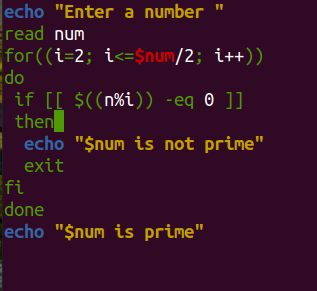 echo "Enter a number "
read num
for((i=2; i<=$num/2; i++))
do
 if [[ $((n%i)) -eq 0 ]]
 then
  echo "$num is not prime"
  exit
fi
done
echo "$num is prime"